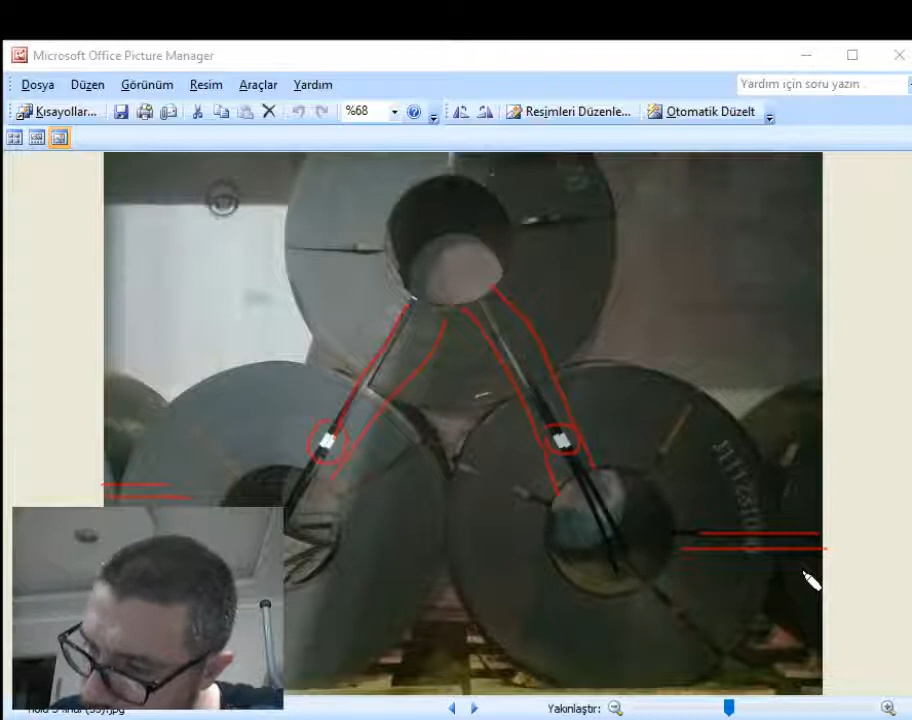 Microsoft Office Picture Manager
Dosya Düzen Görünüm Resim Araçlar Yardım
Yardım için soru yazın
Kısayollar... %68 Resimleri Düzenle... Otomatik Düzelt
Yakınlaştır: